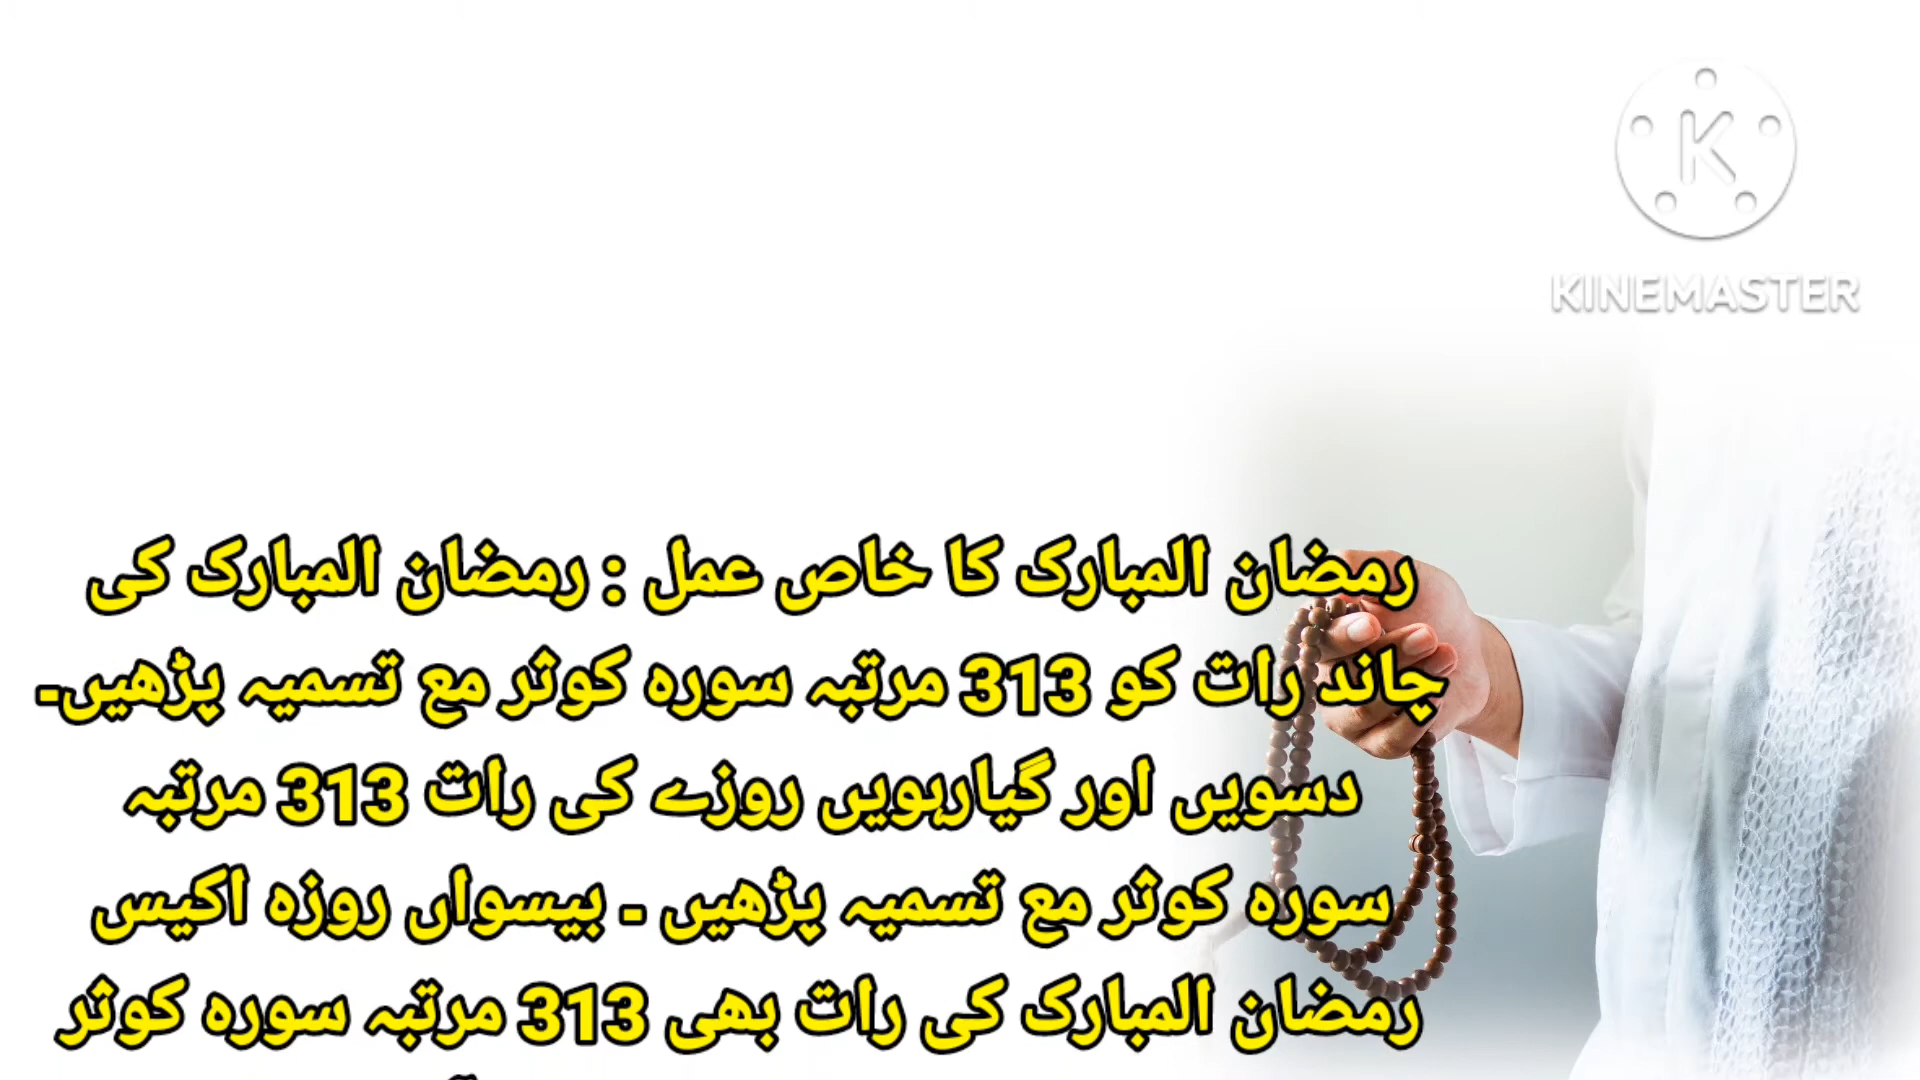 K
KINEMASTER
رمضان المبارک کا خاص عمل : رمضان المبارک کی
چاند رات کو 313 مرتبہ سورہ کوثر مع تسمیہ پڑھیں۔
دسویں اور گیارہویں روزے کی رات 313 مرتبہ
سورہ کوثر مع تسمیہ پڑھیں ۔ بیسواں روزہ اکیس
رمضان المبارک کی رات بھی 313 مرتبہ سورہ کوثر